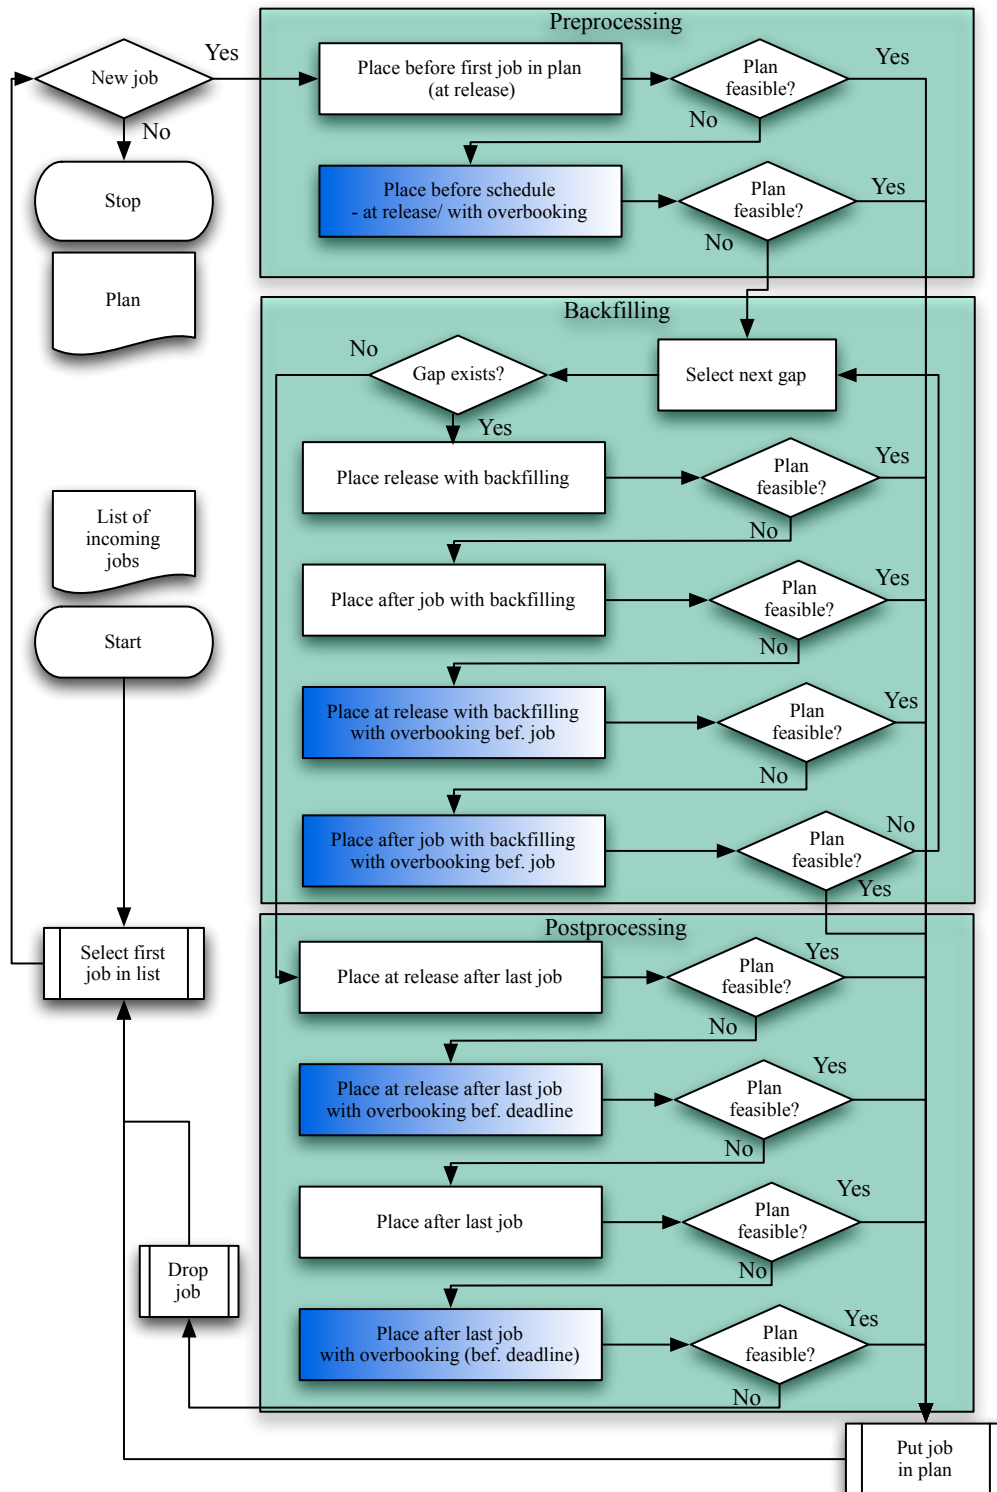 Preprocessing
New job
Yes
No
Place before first job in plan
(at release)
Plan
feasible?
Yes
No
Stop
Place before schedule
- at release/ with overbooking
Plan
feasible?
Yes
No
Plan
Backfilling
No
Gap exists?
Select next gap
Yes
Place release with backfilling
Plan
feasible?
Yes
No
List of
incoming
jobs
Place after job with backfilling
Plan
feasible?
Yes
No
Start
Place at release with backfilling
with overbooking bef. job
Plan
feasible?
Yes
No
Place after job with backfilling
with overbooking bef. job
Plan
feasible?
No
Yes
Postprocessing
Select first
job in list
Place at release after last job
Plan
feasible?
Yes
No
Place at release after last job
with overbooking bef. deadline
Plan
feasible?
Yes
No
Place after last job
Plan
feasible?
Yes
No
Drop
job
Place after last job
with overbooking (bef. deadline)
Plan
feasible?
Yes
No
Put job
in plan